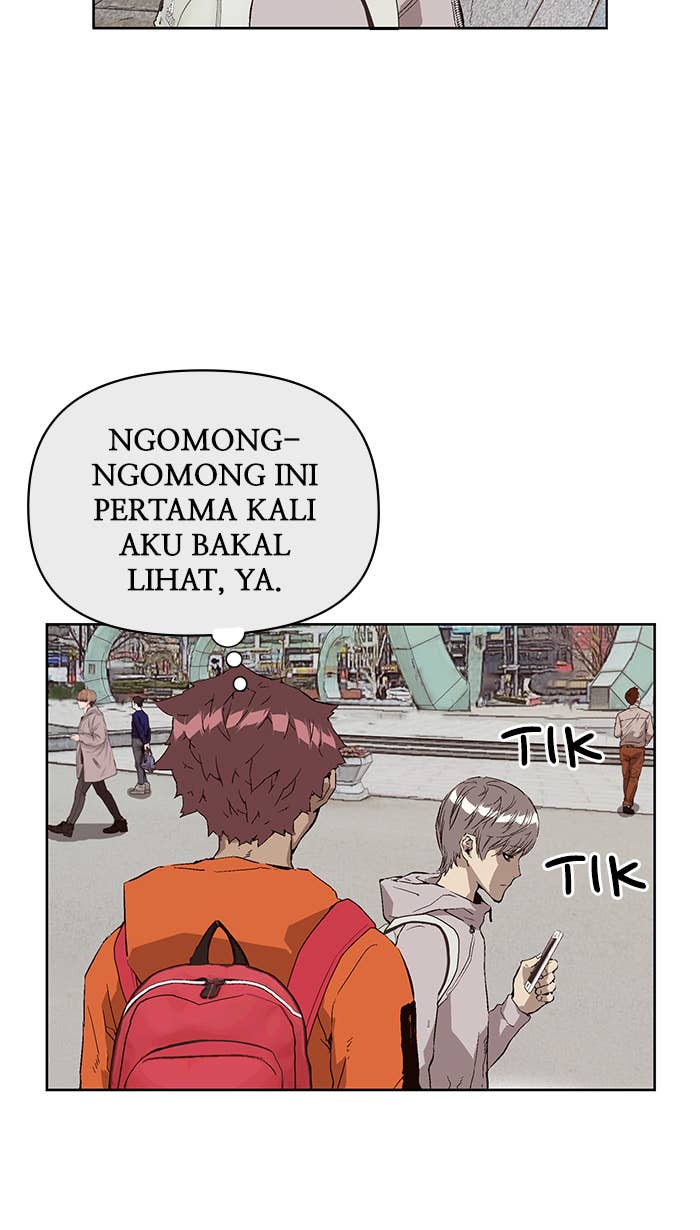 NGOMONG-
NGOMONG INI
PERTAMA KALI
AKU BAKAL
LIHAT, YA.
TIK
TIK